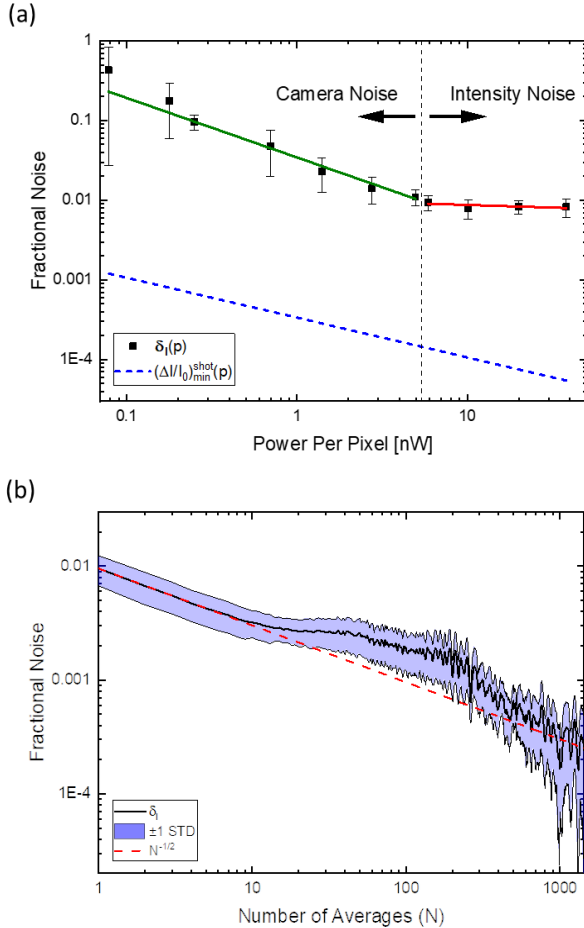 (a)
1
0.1
0.01
0.001
1E-4
Fractional Noise
Camera Noise
Intensity Noise
δI(p)
(ΔI/I0)shot min(p)
0.1
1
10
Power Per Pixel [nW]
(b)
0.01
0.001
1E-4
Fractional Noise
δI
±1 STD
N-1/2
1
10
100
1000
Number of Averages (N)